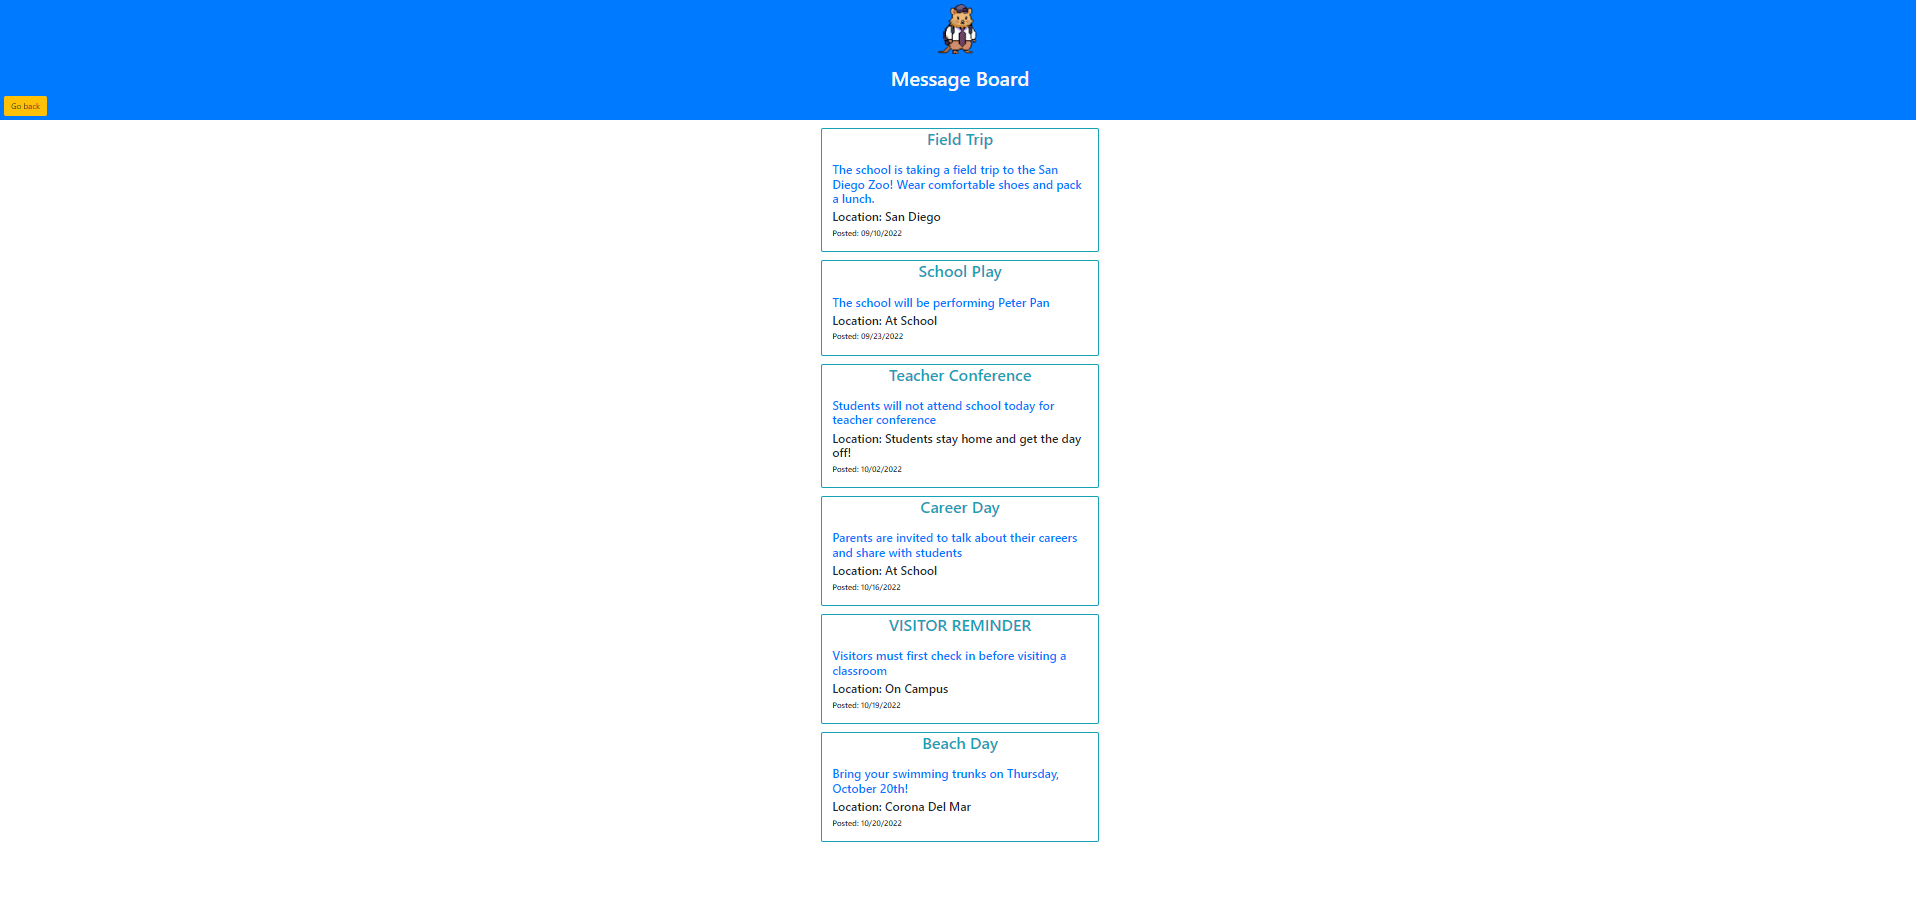 Message Board
Go back
Field Trip
The school is taking a field trip to the San
Diego Zoo! Wear comfortable shoes and pack
a lunch.
Location: San Diego
Posted: 09/10/2022
School Play
The school will be performing Peter Pan
Location: At School
Posted: 09/23/2022
Teacher Conference
Students will not attend school today for
teacher conference
Location: Students stay home and get the day
off!
Posted: 10/02/2022
Career Day
Parents are invited to talk about their careers
and share with students
Location: At School
Posted: 10/16/2022
VISITOR REMINDER
Visitors must first check in before visiting a
classroom
Location: On Campus
Posted: 10/19/2022
Beach Day
Bring your swimming trunks on Thursday,
October 20th!
Location: Corona Del Mar
Posted: 10/20/2022